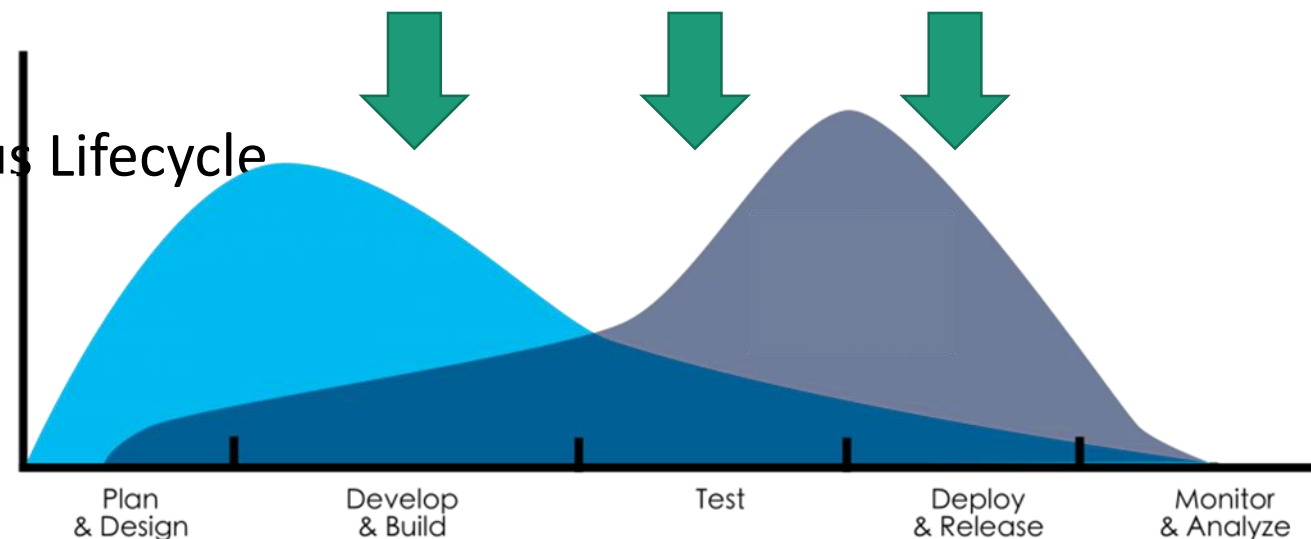 s Lifecycle
Plan
& Design
Develop
& Build
Test
Deploy
& Release
Monitor
& Analyze